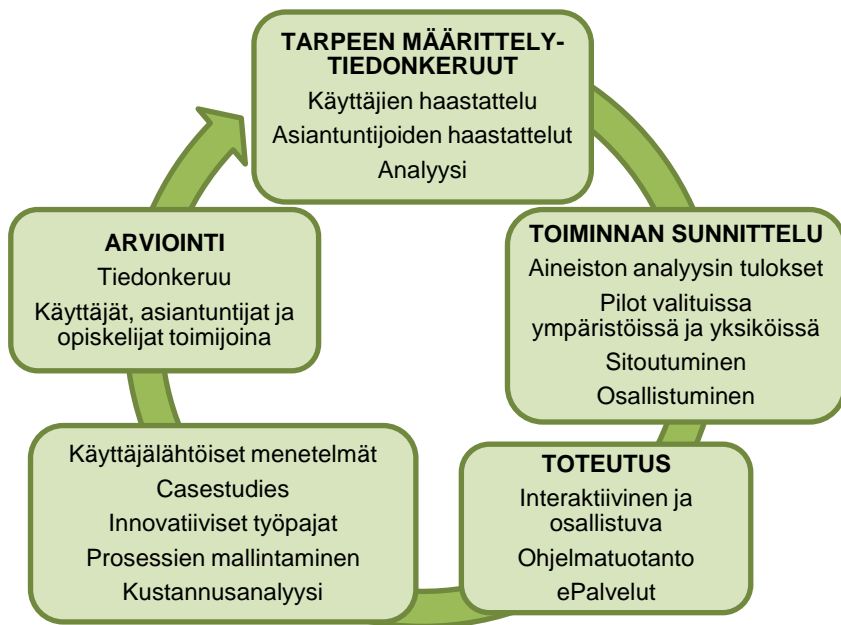 TARPEEN MÄÄRITTELY-
TIEDONKERUUT
Käyttäjien haastattelu
Asiantuntijoiden haastattelut
Analyysi
TOIMINNAN SUNNITTELU
Aineiston analyysin tulokset
Pilot valituissa
ympäristöissä ja yksiköissä
Sitoutuminen
Osallistuminen
TOTEUTUS
Interaktiivinen ja
osallistuva
Ohjelmatuotanto
ePalvelut
Käyttäjälähtöiset menetelmät
Casestudies
Innovatiiviset työpajat
Prosessien mallintaminen
Kustannusanalyysi
ARVIOINTI
Tiedonkeruu
Käyttäjät, asiantuntijat ja
opiskelijat toimijoina